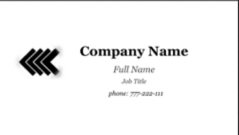 Company Name
Full Name
Job Title
phone: 777-222-111